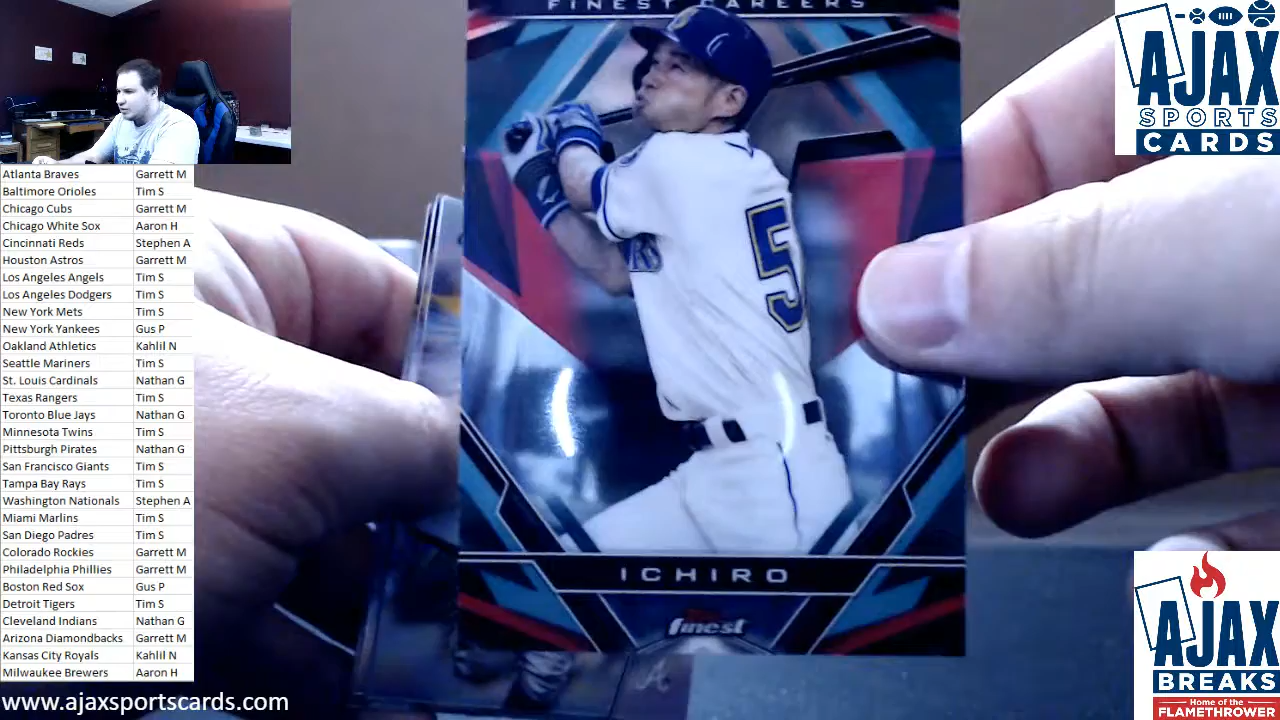 FINEST CAREERS
5
ICHIRO
finest
A
AJAX
SPORTS
CARDS
Atlanta Braves Garrett M
Baltimore Orioles Tim S
Chicago Cubs Garrett M
Chicago White Sox Aaron H
Cincinnati Reds Stephen A
Houston Astros Garrett M
Los Angeles Angels Tim S
Los Angeles Dodgers Tim S
New York Mets Tim S
New York Yankees Gus P
Oakland Athletics Kahlil N
Seattle Mariners Tim S
St. Louis Cardinals Nathan G
Texas Rangers Tim S
Toronto Blue Jays Nathan G
Minnesota Twins Tim S
Pittsburgh Pirates Nathan G
San Francisco Giants Tim S
Tampa Bay Rays Tim S
Washington Nationals Stephen A
Miami Marlins Tim S
San Diego Padres Tim S
Colorado Rockies Garrett M
Philadelphia Phillies Garrett M
Boston Red Sox Gus P
Detroit Tigers Tim S
Cleveland Indians Nathan G
Arizona Diamondbacks Garrett M
Kansas City Royals Kahlil N
Milwaukee Brewers Aaron H
www.ajaxsportscards.com
AJAX
BREAKS
Home of the
FLAMETHROWER